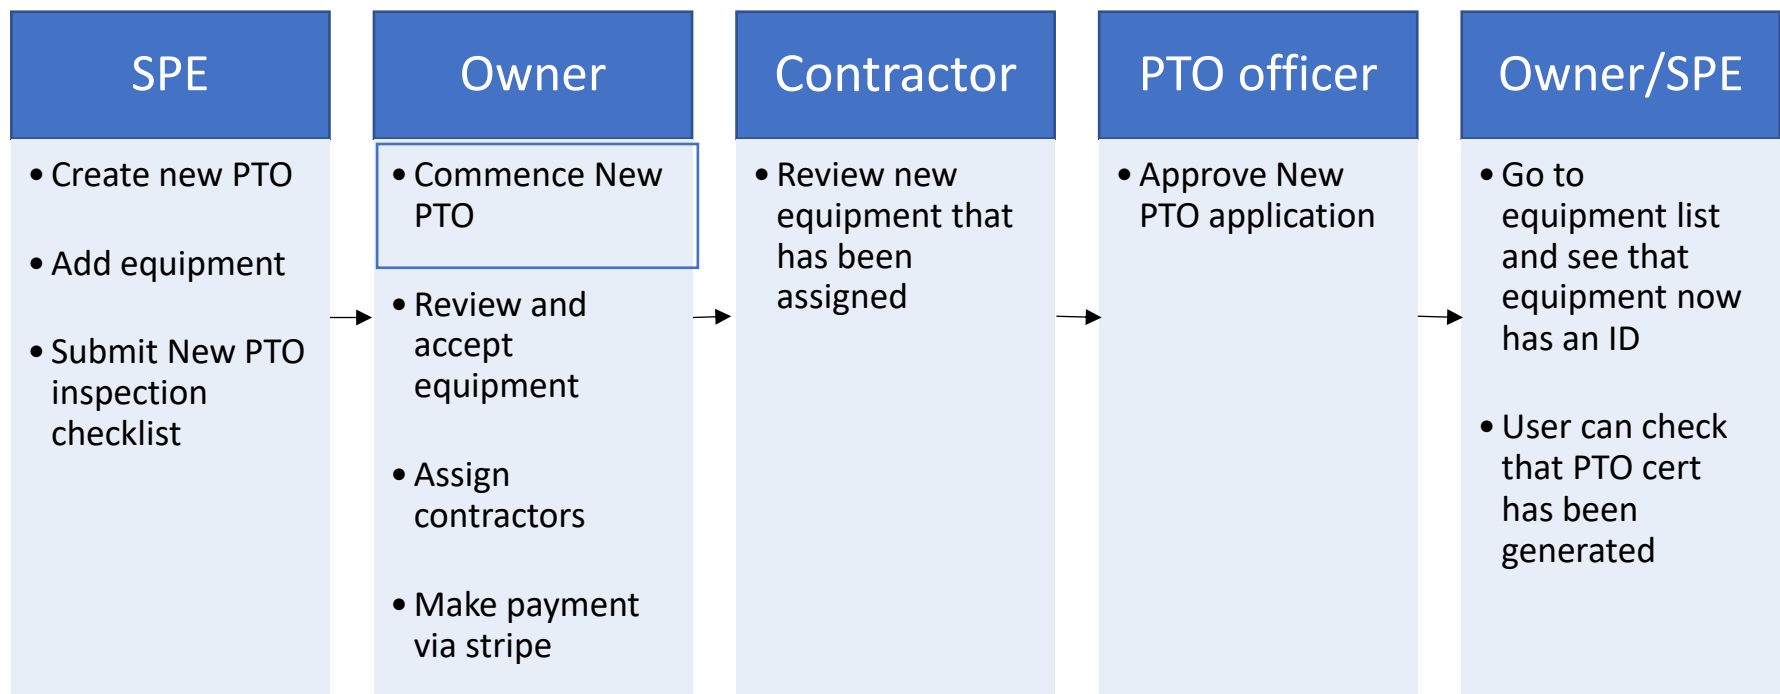 SPE
• Create new PTO
• Add equipment
• Submit New PTO
inspection
checklist
Owner
• Commence New
PTO
• Review and
accept
equipment
• Assign
contractors
• Make payment
via stripe
Contractor
• Review new
equipment that
has been
assigned
PTO officer
• Approve New
PTO application
Owner/SPE
• Go to
equipment list
and see that
equipment now
has an ID
• User can check
that PTO cert
has been
generated